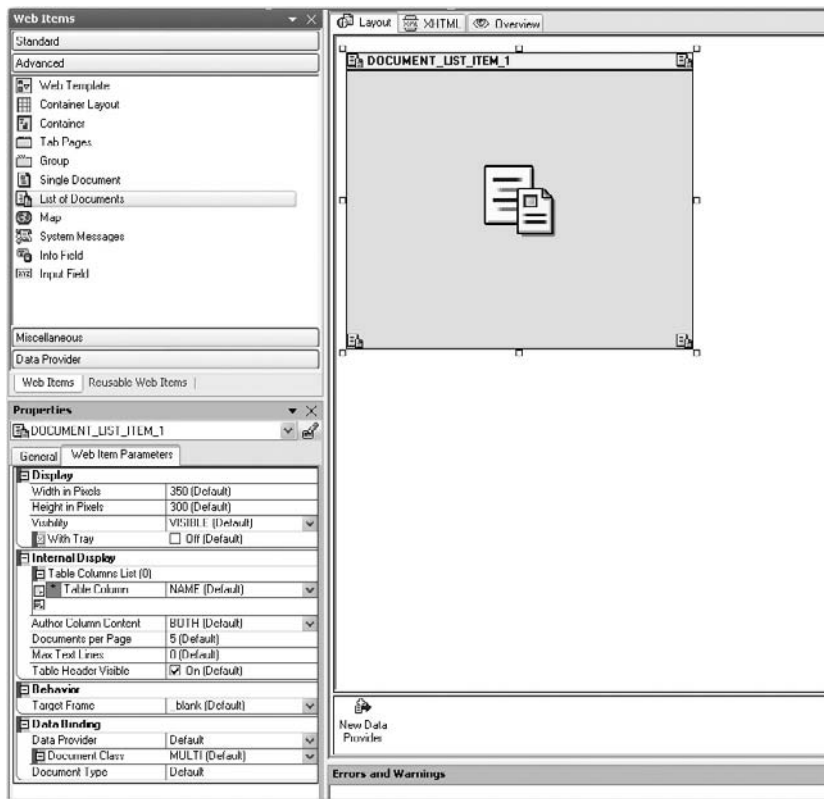 Web Items
Standard
Advanced
Web Template
Container Layout
Container
Tab Pages
Group
Single Document
List of Documents
Map
System Messages
Info Field
Input Field
Miscellaneous
Data Provider
Web Items Reusable Web Items
Properties
DOCUMENT_LIST_ITEM_1
General Web Item Parameters
Display
Width in Pixels 350 (Default)
Height in Pixels 300 (Default)
Visibility VISIBLE (Default)
With Tray Off (Default)
Internal Display
Table Columns List (0)
* Table Column NAME (Default)
Author Column Content BOTH (Default)
Documents per Page 5 (Default)
Max Text Lines 0 (Default)
Table Header Visible On (Default)
Behavior
Target Frame _blank (Default)
Data Binding
Data Provider Default
Document Class MULTI (Default)
Document Type Default
Layout XHTML Overview
DOCUMENT_LIST_ITEM_1
New Data
Provider
Errors and Warnings